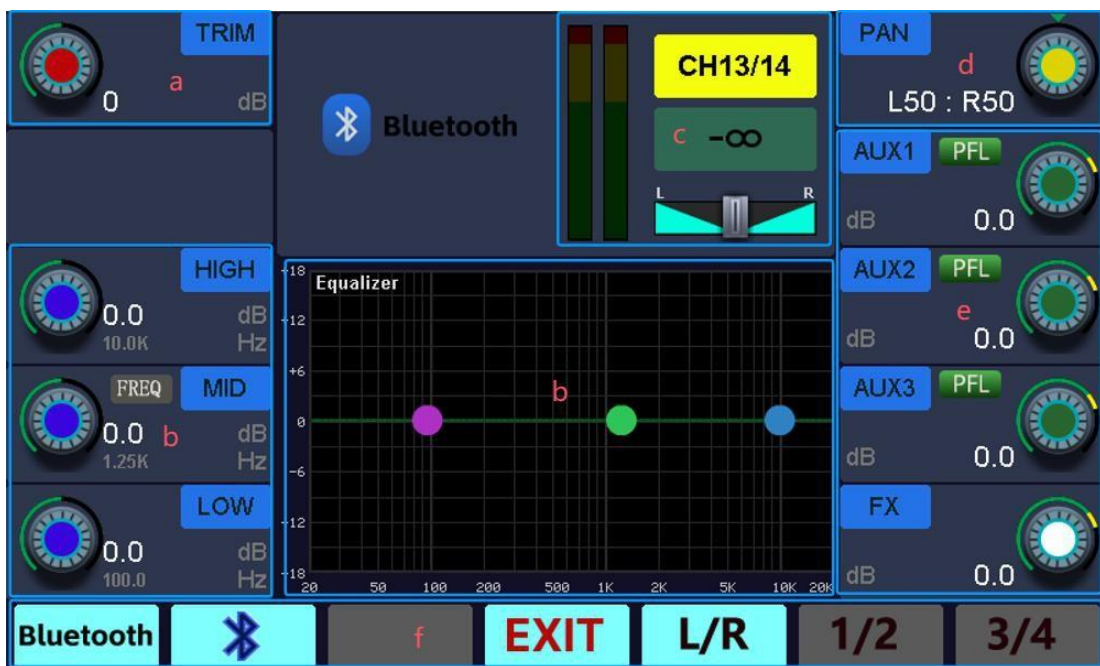 TRIM
a
0 dB
Bluetooth
CH13/14
c -∞
L R
PAN
d
L50 : R50
AUX1 PFL
dB 0.0
HIGH
0.0 dB
10.0K Hz
FREQ MID
0.0 b dB
1.25K Hz
LOW
0.0 dB
100.0 Hz
Equalizer
+18
+12
+6
0
-6
-12
-18
b
20 50 100 200 500 1K 2K 5K 10K 20K
AUX2 PFL
e
dB 0.0
AUX3 PFL
dB 0.0
FX
dB 0.0
Bluetooth f EXIT L/R 1/2 3/4